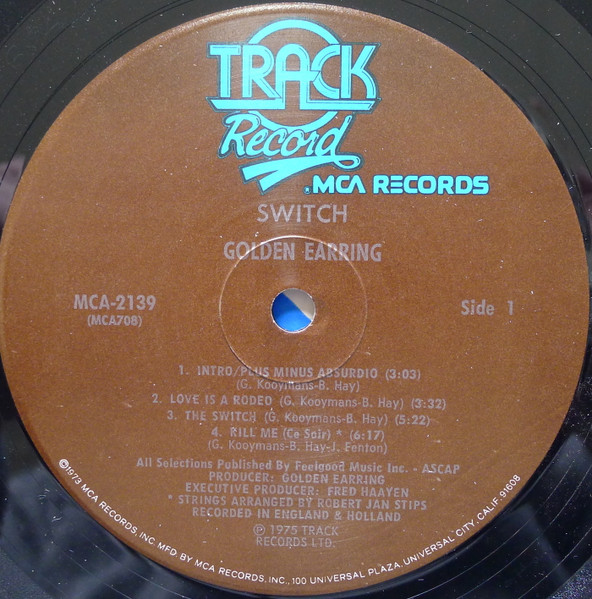 TRACK
Record
MCA RECORDS
SWITCH
GOLDEN EARRING
MCA-2139
(MCA708)
Side 1
1. INTRO/PLUS MINUS ABSURDIO (3:03)
(G. Kooymans-B. Hay)
2. LOVE IS A RODEO (G. Kooymans-B. Hay) (3:32)
3. THE SWITCH (G. Kooymans-B. Hay) (5:22)
4. KILL ME (Ce Soir) * (6:17)
(G. Kooymans-B. Hay-J. Fenton)
All Selections Published By Feelgood Music Inc. - ASCAP
PRODUCER: GOLDEN EARRING
EXECUTIVE PRODUCER: FRED HAAYEN
* STRINGS ARRANGED BY ROBERT JAN STIPS
RECORDED IN ENGLAND & HOLLAND
℗ 1975 TRACK
RECORDS LTD.
©1973 MCA RECORDS, INC. MFD. BY MCA RECORDS, INC., 100 UNIVERSAL PLAZA, UNIVERSAL CITY, CALIF. 91608